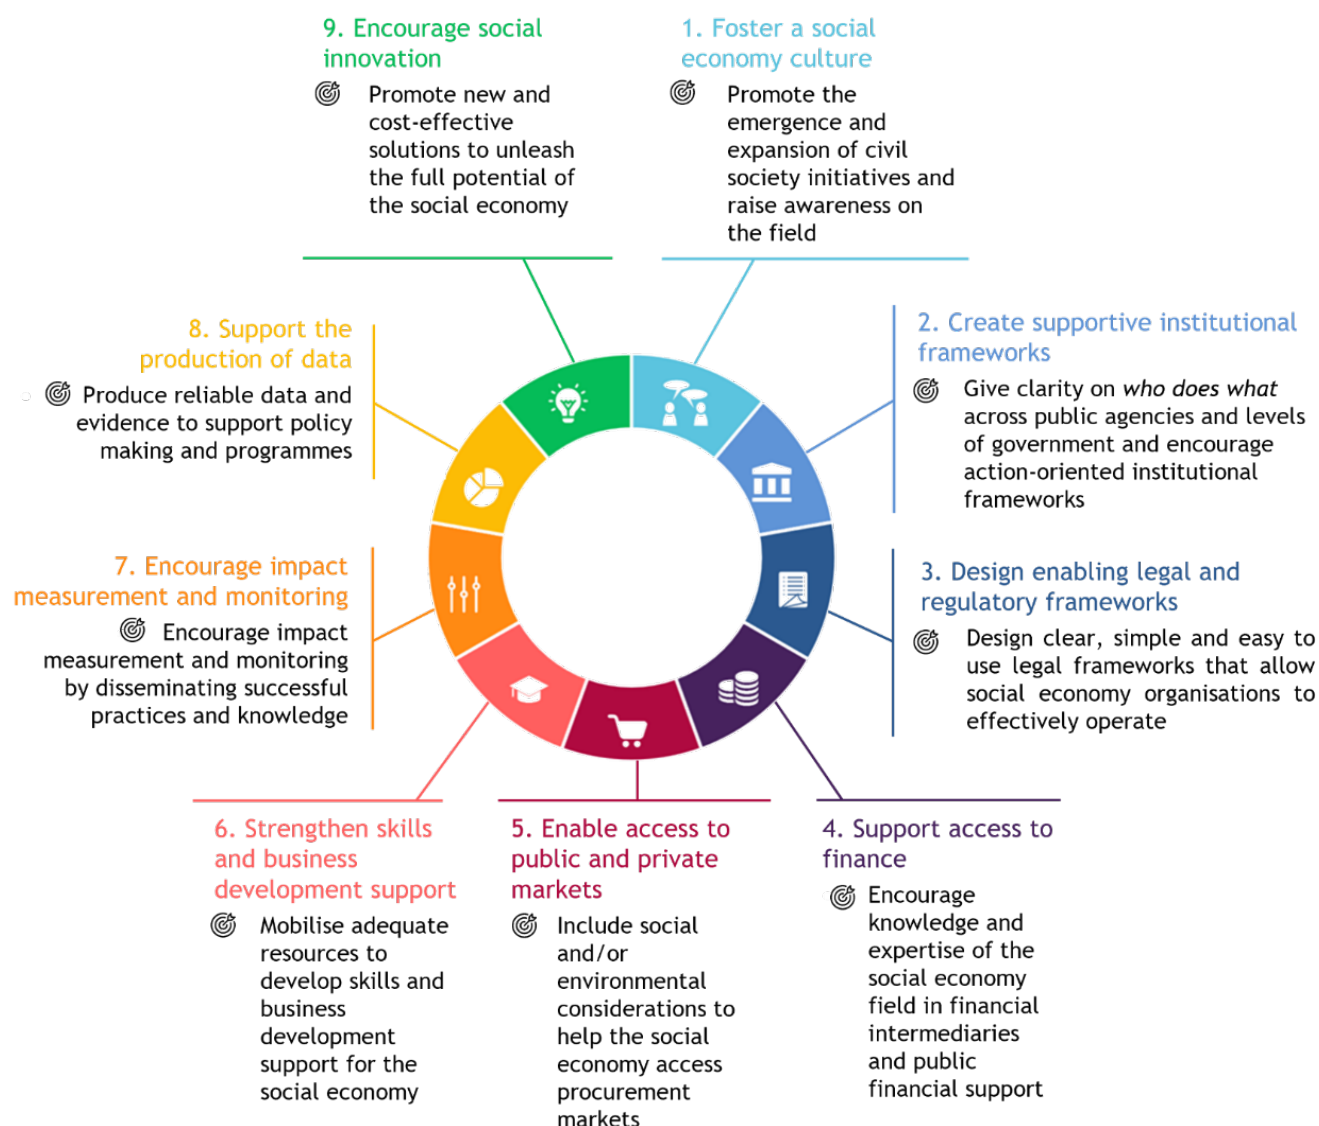 9. Encourage social
innovation
Promote new and
cost-effective
solutions to unleash
the full potential of
the social economy
1. Foster a social
economy culture
Promote the
emergence and
expansion of civil
society initiatives and
raise awareness on
the field
2. Create supportive institutional
frameworks
Give clarity on who does what
across public agencies and levels
of government and encourage
action-oriented institutional
frameworks
3. Design enabling legal and
regulatory frameworks
Design clear, simple and easy to
use legal frameworks that allow
social economy organisations to
effectively operate
4. Support access to
finance
Encourage
knowledge and
expertise of the
social economy
field in financial
intermediaries
and public
financial support
5. Enable access to
public and private
markets
Include social
and/or
environmental
considerations to
help the social
economy access
procurement
markets
6. Strengthen skills
and business
development support
Mobilise adequate
resources to
develop skills and
business
development
support for the
social economy
7. Encourage impact
measurement and monitoring
Encourage impact
measurement and monitoring
by disseminating successful
practices and knowledge
8. Support the
production of data
Produce reliable data and
evidence to support policy
making and programmes